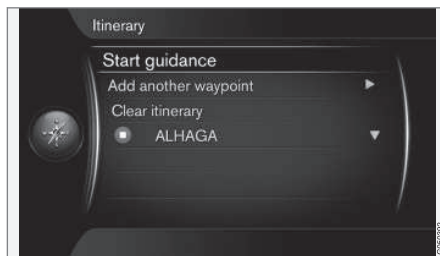 Itinerary
Start guidance
Add another waypoint
Clear itinerary
ALHAGA